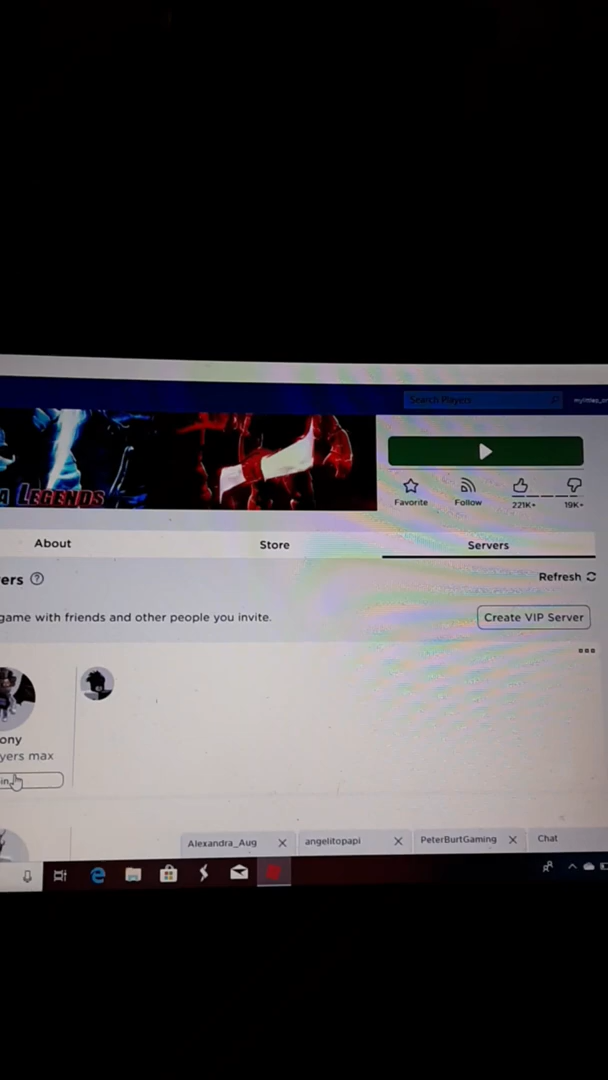 Search Players
A LEGENDS
Favorite
Follow
221K+
19K+
About
Store
Servers
ers
Refresh
game with friends and other people you invite.
Create VIP Server
ony
yers max
in
Alexandra_Aug
angelitopapi
PeterBurtGaming
Chat